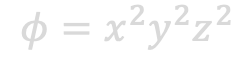 ϕ = x²y²z²